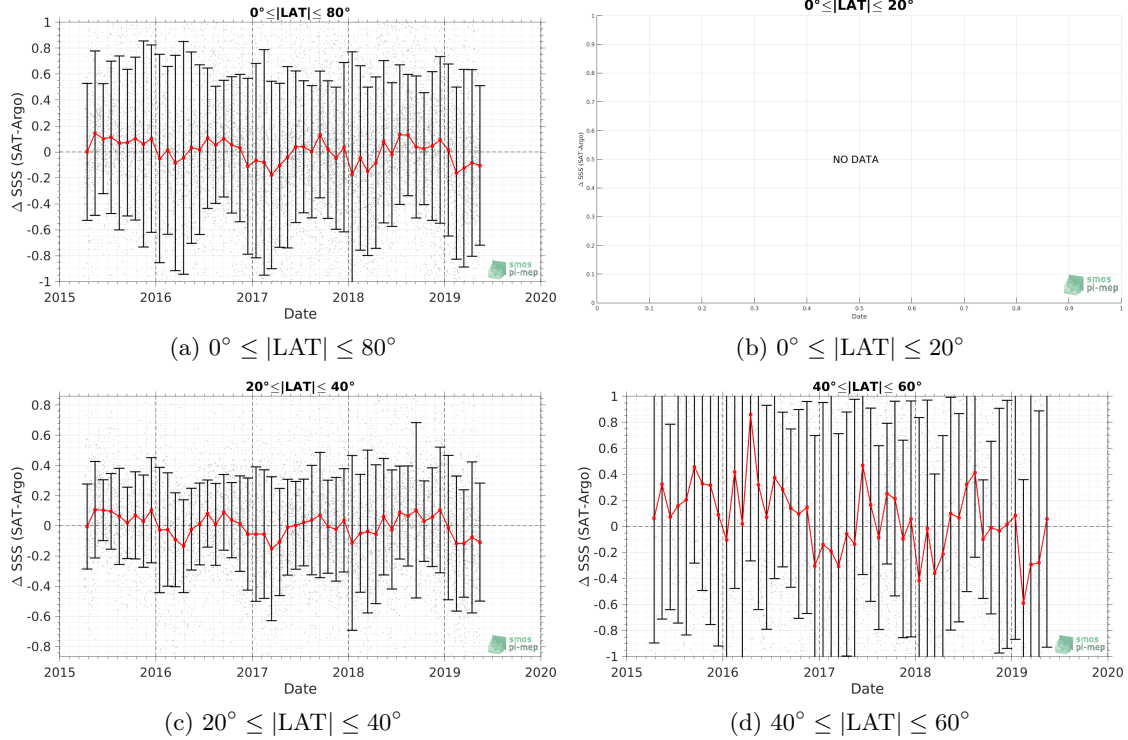 0°≤|LAT|≤ 80°
1
0.8
0.6
0.4
0.2
0
-0.2
-0.4
-0.6
-0.8
-1
Δ SSS (SAT-Argo)
2015 2016 2017 2018 2019 2020
Date
smos
pi-mep
(a) 0° ≤ |LAT| ≤ 80°
0°≤|LAT|≤ 20°
1
0.9
0.8
0.7
0.6
0.5
0.4
0.3
0.2
0.1
0
Δ SSS (SAT-Argo)
NO DATA
0 0.1 0.2 0.3 0.4 0.5 0.6 0.7 0.8 0.9 1
Date
smos
pi-mep
(b) 0° ≤ |LAT| ≤ 20°
20°≤|LAT|≤ 40°
0.8
0.6
0.4
0.2
0
-0.2
-0.4
-0.6
-0.8
Δ SSS (SAT-Argo)
2015 2016 2017 2018 2019 2020
Date
smos
pi-mep
(c) 20° ≤ |LAT| ≤ 40°
40°≤|LAT|≤ 60°
1
0.8
0.6
0.4
0.2
0
-0.2
-0.4
-0.6
-0.8
-1
Δ SSS (SAT-Argo)
2015 2016 2017 2018 2019 2020
Date
smos
pi-mep
(d) 40° ≤ |LAT| ≤ 60°